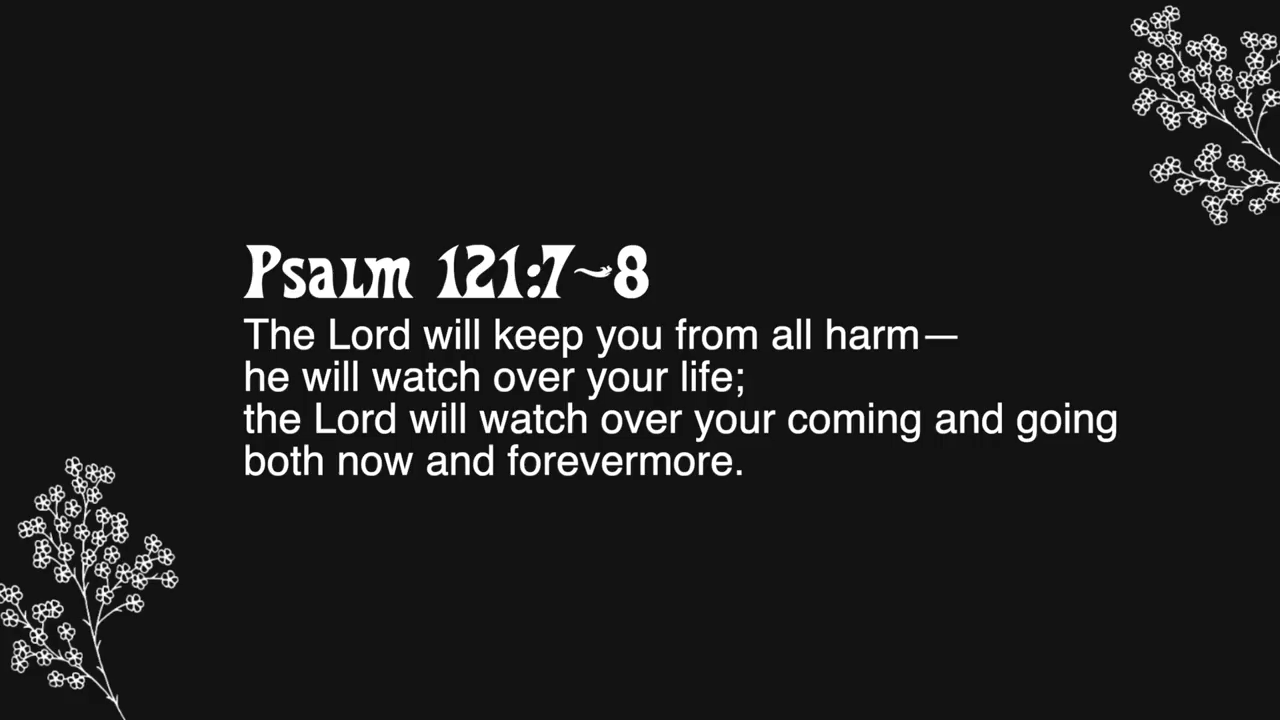 Psalm 121:7-8
The Lord will keep you from all harm—
he will watch over your life;
the Lord will watch over your coming and going
both now and forevermore.